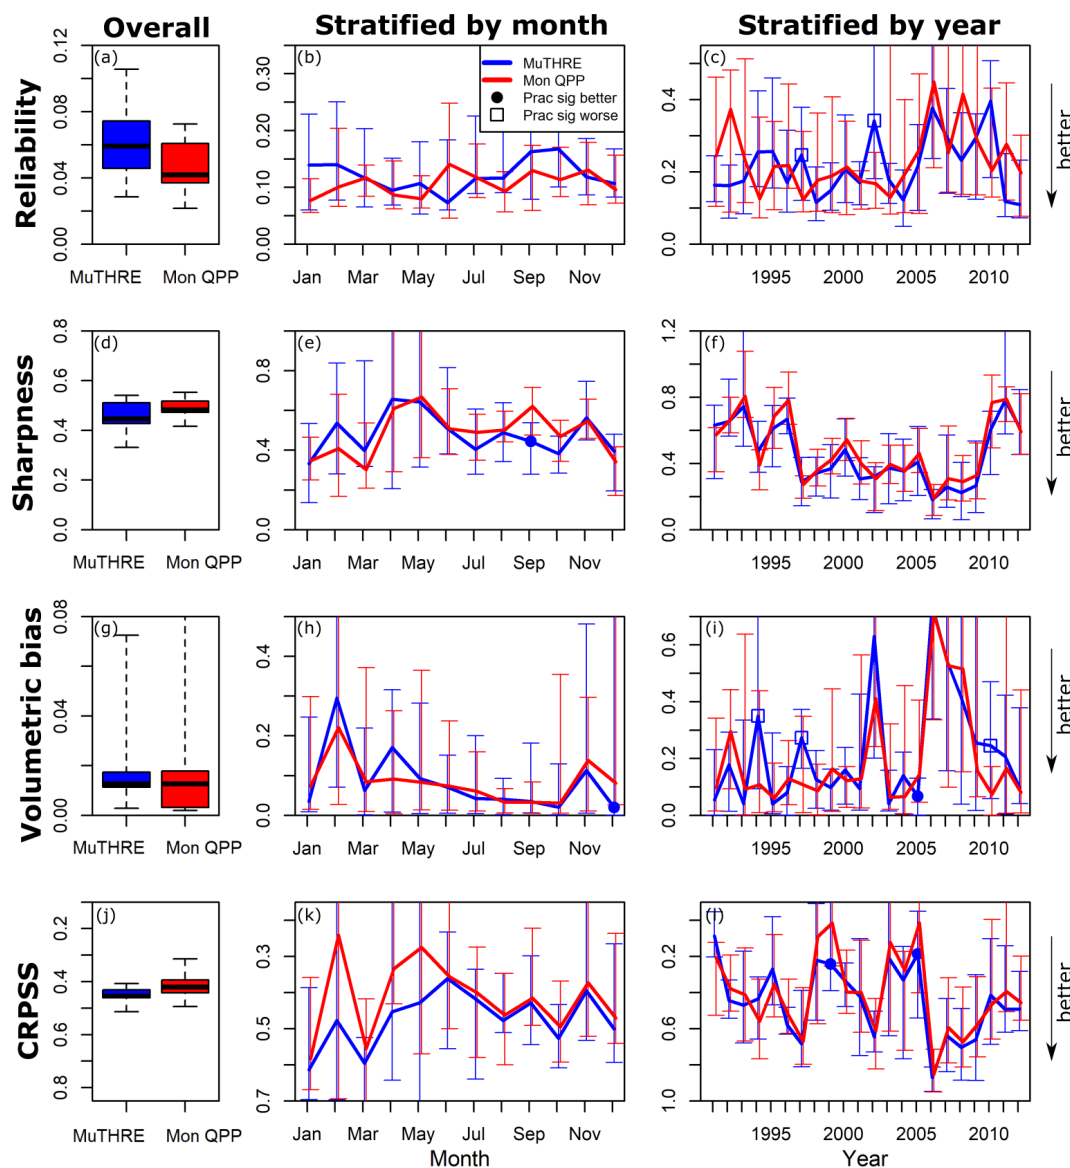 Overall
Stratified by month
Stratified by year
Reliability
(a)
0.00 0.04 0.08 0.12
MuTHRE Mon QPP
(b)
0.00 0.10 0.20 0.30
MuTHRE
Mon QPP
Prac sig better
Prac sig worse
Jan Mar May Jul Sep Nov
(c)
0.0 0.2 0.4
1995 2000 2005 2010
better
Sharpness
(d)
0.0 0.2 0.4 0.6 0.8
MuTHRE Mon QPP
(e)
0.0 0.4 0.8
Jan Mar May Jul Sep Nov
(f)
0.0 0.4 0.8 1.2
1995 2000 2005 2010
better
Volumetric bias
(g)
0.00 0.04 0.08
MuTHRE Mon QPP
(h)
0.0 0.2 0.4
Jan Mar May Jul Sep Nov
(i)
0.0 0.2 0.4 0.6
1995 2000 2005 2010
better
CRPSS
(j)
0.8 0.6 0.4 0.2
MuTHRE Mon QPP
(k)
0.7 0.5 0.3
Jan Mar May Jul Sep Nov
Month
(l)
1.0 0.6 0.2
1995 2000 2005 2010
Year
better